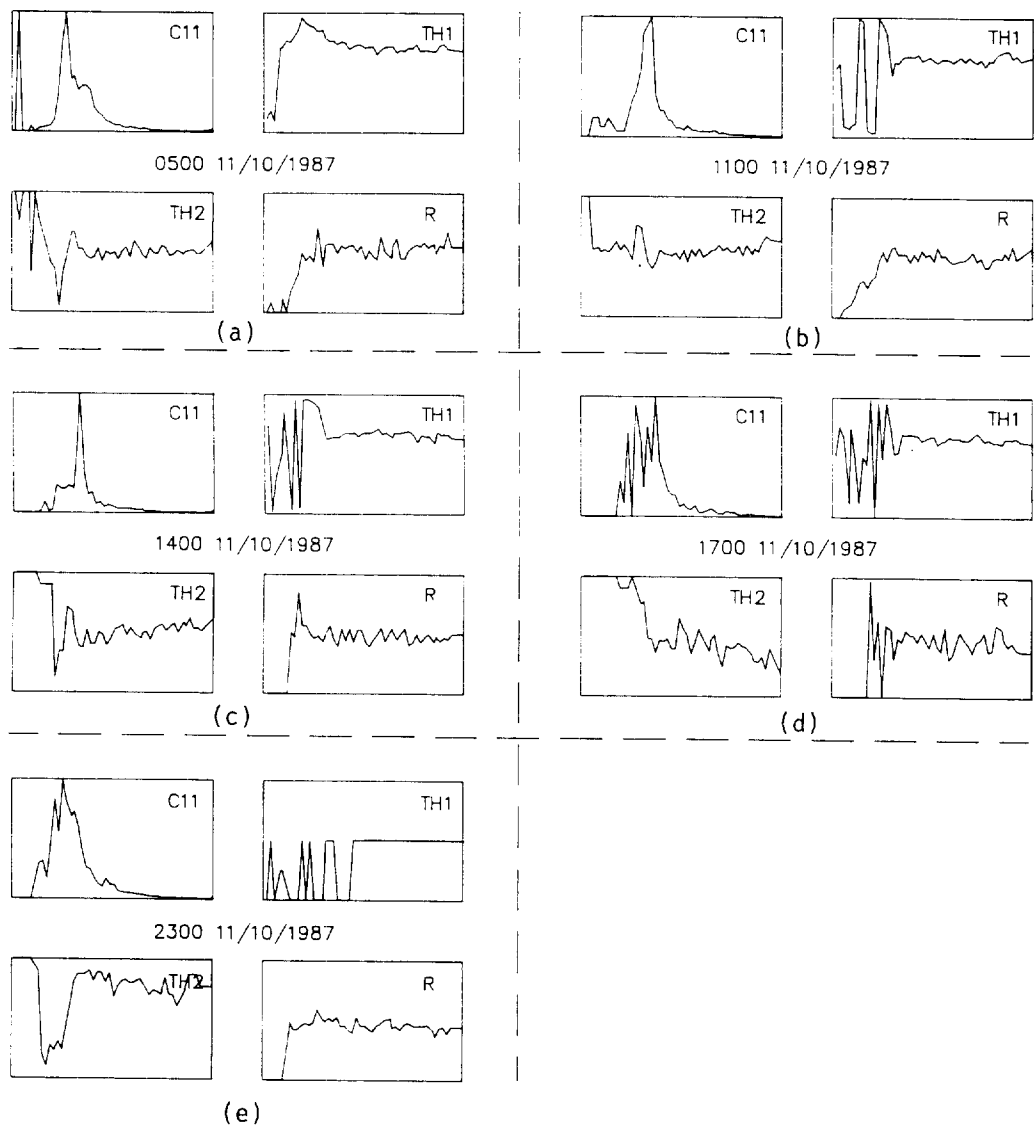 C11
TH1
0500 11/10/1987
TH2
R
(a)
C11
TH1
1100 11/10/1987
TH2
R
(b)
C11
TH1
1400 11/10/1987
TH2
R
(c)
C11
TH1
1700 11/10/1987
TH2
R
(d)
C11
TH1
2300 11/10/1987
TH2
R
(e)